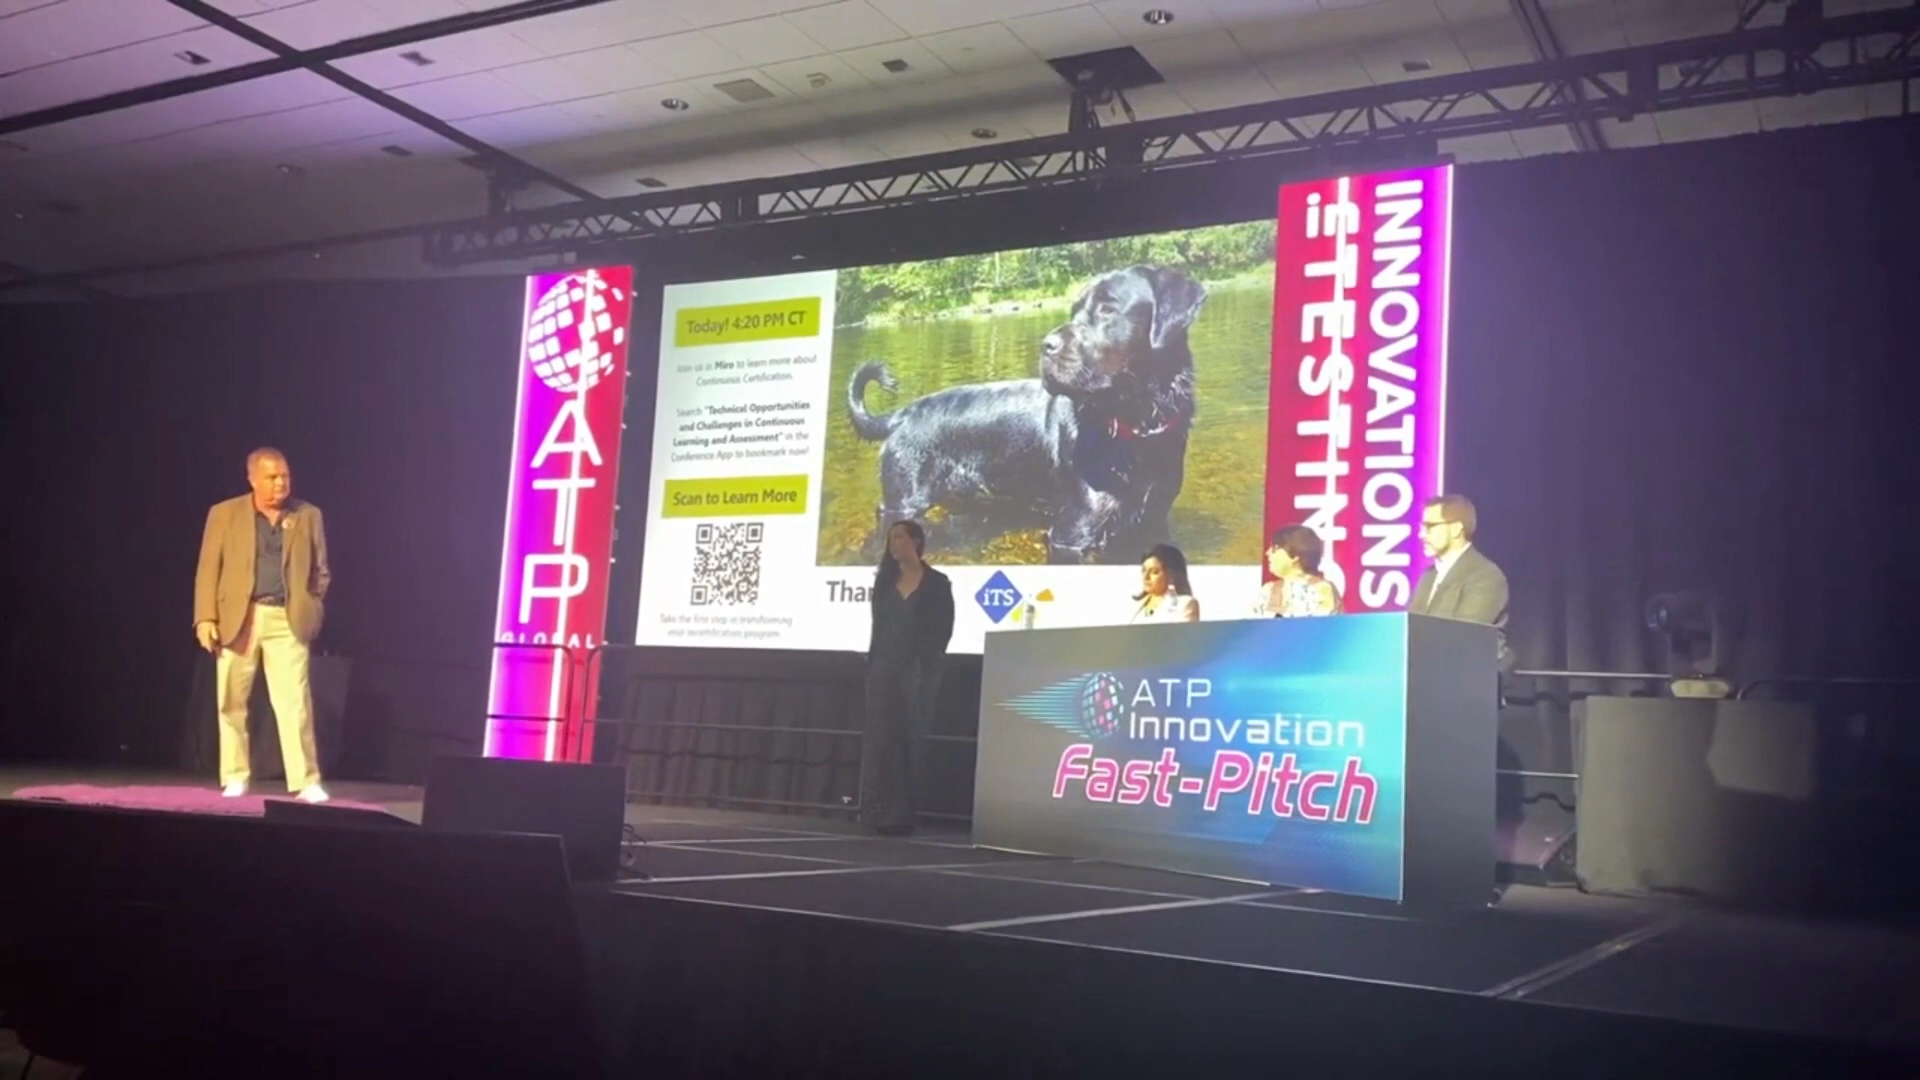 ATP
GLOBAL
Today! 4:20 PM CT
Join us in Miro to learn more about
Continuous Certification.
Search "Technical Opportunities
and Challenges in Continuous
Learning and Assessment" in the
Conference App to bookmark now!
Scan to Learn More
Take the first step in transforming
your recertification program
Tha
iTS
INNOVATIONS
iN
TESTING
ATP
Innovation
Fast-Pitch